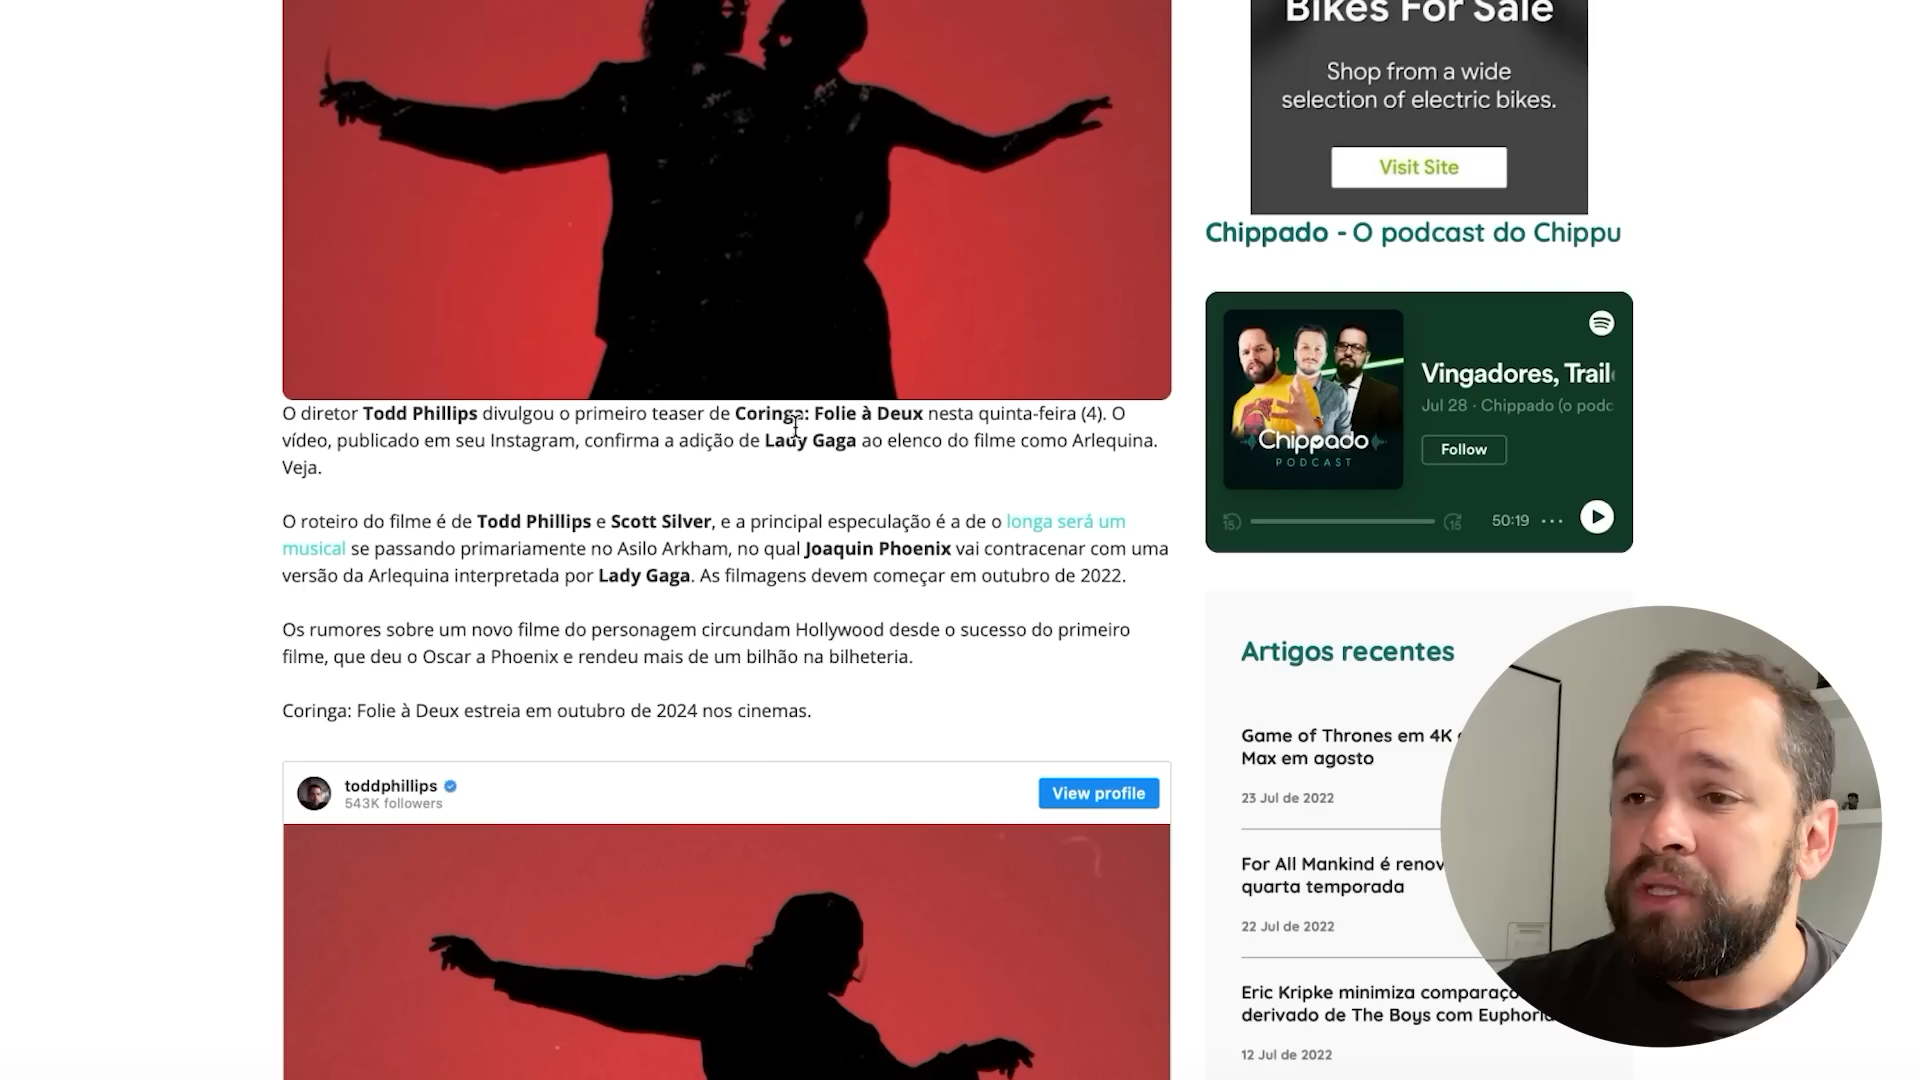 Bikes For Sale
Shop from a wide
selection of electric bikes.
Visit Site
Chippado - O podcast do Chippu
O diretor Todd Phillips divulgou o primeiro teaser de Coringa: Folie à Deux nesta quinta-feira (4). O
vídeo, publicado em seu Instagram, confirma a adição de Lady Gaga ao elenco do filme como Arlequina.
Veja.
O roteiro do filme é de Todd Phillips e Scott Silver, e a principal especulação é a de o longa será um
musical se passando primariamente no Asilo Arkham, no qual Joaquin Phoenix vai contracenar com uma
versão da Arlequina interpretada por Lady Gaga. As filmagens devem começar em outubro de 2022.
Os rumores sobre um novo filme do personagem circundam Hollywood desde o sucesso do primeiro
filme, que deu o Oscar a Phoenix e rendeu mais de um bilhão na bilheteria.
Coringa: Folie à Deux estreia em outubro de 2024 nos cinemas.
toddphillips
543K followers
View profile
Chippado
PODCAST
Vingadores, Trail
Jul 28 · Chippado (o podc
Follow
15
15
50:19
Artigos recentes
Game of Thrones em 4K
Max em agosto
23 Jul de 2022
For All Mankind é renov
quarta temporada
22 Jul de 2022
Eric Kripke minimiza comparaço
derivado de The Boys com Euphoria
12 Jul de 2022